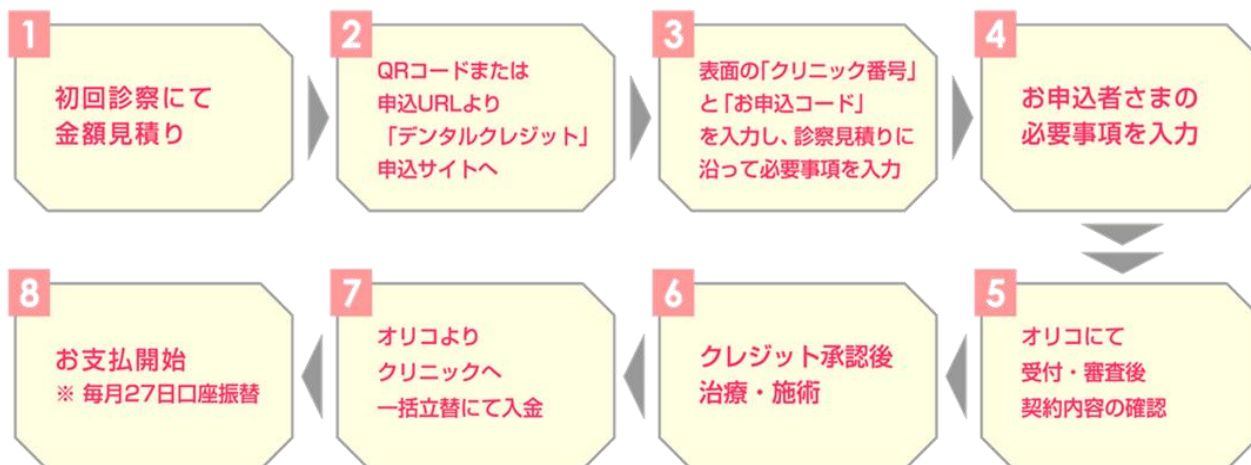 1
初回診察にて
金額見積り
2
QRコードまたは
申込URLより
「デンタルクレジット」
申込サイトへ
3
表面の「クリニック番号」
と「お申込コード」
を入力し、診察見積りに
沿って必要事項を入力
4
お申込者さまの
必要事項を入力
5
オリコにて
受付・審査後
契約内容の確認
6
クレジット承認後
治療・施術
7
オリコより
クリニックへ
一括立替にて入金
8
お支払開始
※ 毎月27日口座振替